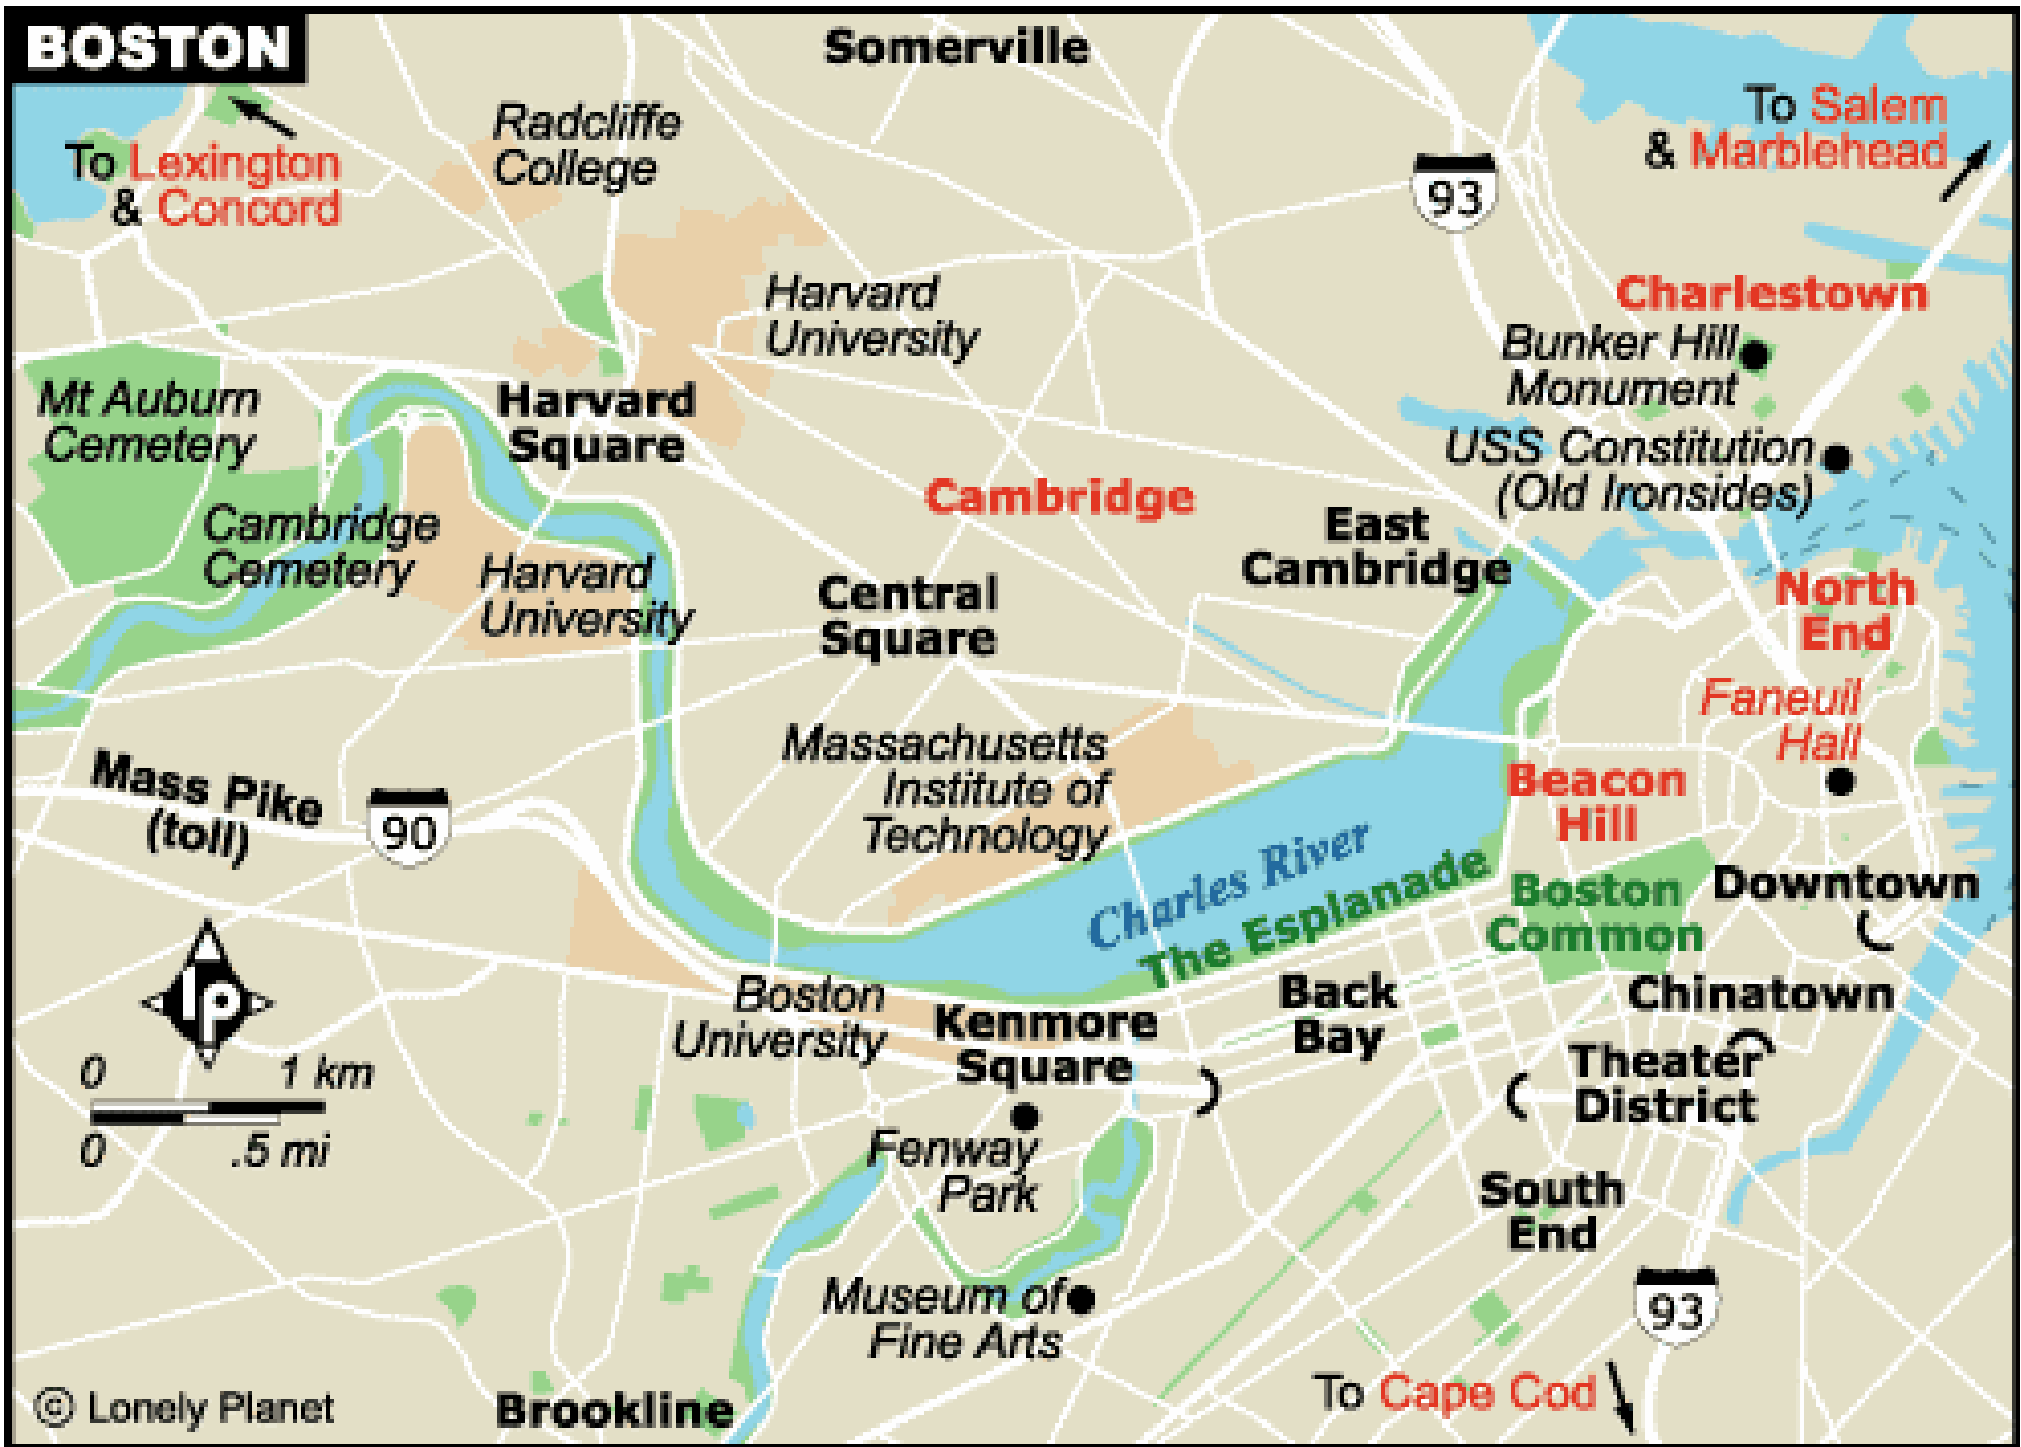 BOSTON
Somerville
To Salem
& Marblehead
Radcliffe
College
To Lexington
& Concord
93
Harvard
University
Charlestown
Bunker Hill
Monument
Mt Auburn
Cemetery
Harvard
Square
USS Constitution
(Old Ironsides)
Cambridge
East
Cambridge
Cambridge
Cemetery
Harvard
University
Central
Square
North
End
Faneuil
Hall
Massachusetts
Institute of
Technology
Mass Pike
(toll)
90
Beacon
Hill
Charles River
The Esplanade
Boston
Common
Downtown
lp
Boston
University
Kenmore
Square
Back
Bay
Chinatown
Theater
District
0 1 km
0 .5 mi
Fenway
Park
South
End
Museum of
Fine Arts
93
To Cape Cod
© Lonely Planet
Brookline